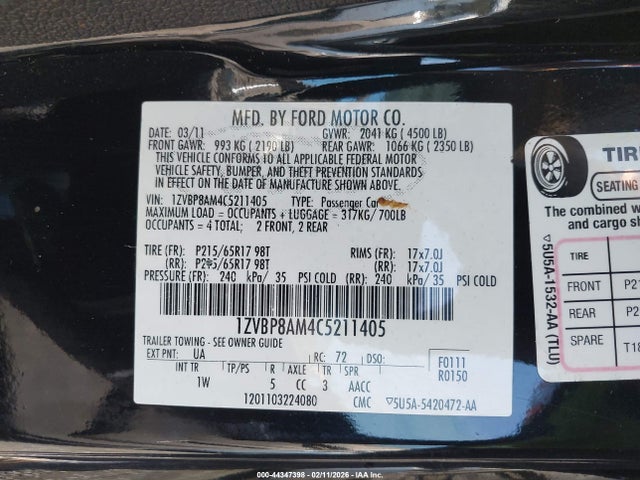 MFD. BY FORD MOTOR CO.
DATE: 03/11 GVWR: 2041 KG ( 4500 LB)
FRONT GAWR: 993 KG ( 2190 LB) REAR GAWR: 1066 KG ( 2350 LB)
THIS VEHICLE CONFORMS TO ALL APPLICABLE FEDERAL MOTOR
VEHICLE SAFETY, BUMPER, AND THEFT PREVENTION STANDARDS
IN EFFECT ON THE DATE OF MANUFACTURE SHOWN ABOVE.
VIN: 1ZVBP8AM4C5211405 TYPE: Passenger Car
MAXIMUM LOAD = OCCUPANTS + LUGGAGE = 317KG/700LB
OCCUPANTS = 4 TOTAL; 2 FRONT, 2 REAR
TIRE (FR): P215/65R17 98T RIMS (FR): 17x7.0J
(RR): P215/65R17 98T (RR): 17x7.0J
PRESSURE (FR): 240 kPa/ 35 PSI COLD (RR): 240 kPa/ 35 PSI COLD
1ZVBP8AM4C5211405
TRAILER TOWING - SEE OWNER GUIDE
EXT PNT: UA RC: 72 DSO: F0111
INT TR TP/PS R AXLE TR SPR R0150
1W 5 CC 3 AACC
1201103224080 CMC 5U5A-5420472-AA
TIRE
SEATING
The combined w
and cargo sh
TIRE
FRONT P21
REAR P2
SPARE T18
5U5A-1532-AA (TLU)
000-44347398 - 02/11/2026 - IAAI.COM